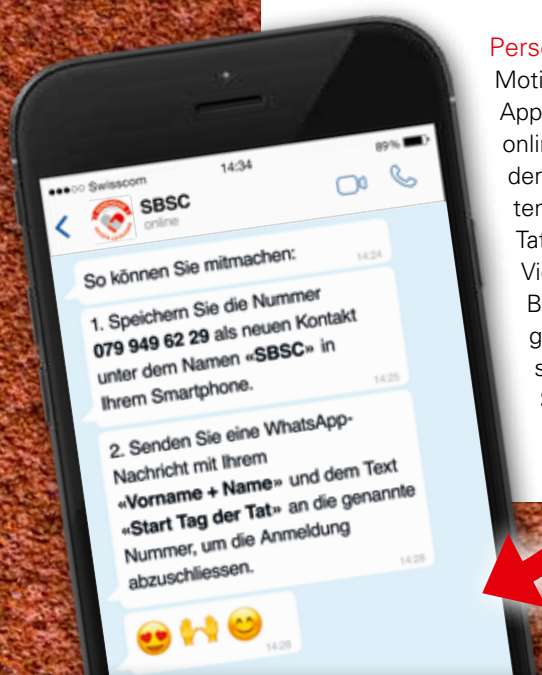 Swisscom 14:34 89%
SBSC
online
So können Sie mitmachen: 14:24
1. Speichern Sie die Nummer
079 949 62 29 als neuen Kontakt
unter dem Namen «SBSC» in
Ihrem Smartphone. 14:25
2. Senden Sie eine WhatsApp-
Nachricht mit Ihrem
«Vorname + Name» und dem Text
«Start Tag der Tat» an die genannte
Nummer, um die Anmeldung
abzuschliessen. 14:28
😍 🙌 😊 14:28
Perso
Moti
App
onlin
der
ten
Tat